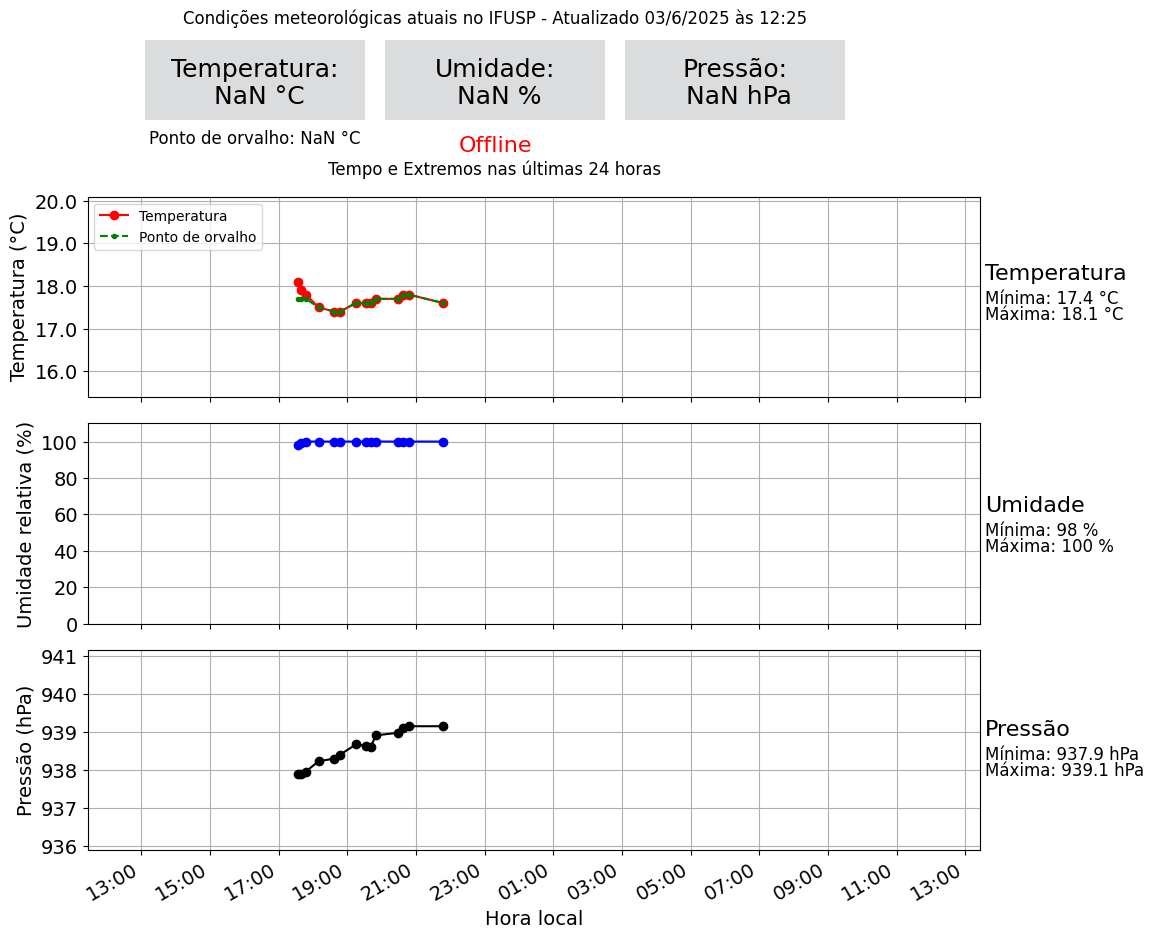 Condições meteorológicas atuais no IFUSP - Atualizado 03/6/2025 às 12:25
Temperatura:
NaN °C
Umidade:
NaN %
Pressão:
NaN hPa
Ponto de orvalho: NaN °C
Offline
Tempo e Extremos nas últimas 24 horas
Temperatura (°C)
20.0
19.0
18.0
17.0
16.0
Temperatura
Ponto de orvalho
Temperatura
Mínima: 17.4 °C
Máxima: 18.1 °C
Umidade relativa (%)
100
80
60
40
20
0
Umidade
Mínima: 98 %
Máxima: 100 %
Pressão (hPa)
941
940
939
938
937
936
Pressão
Mínima: 937.9 hPa
Máxima: 939.1 hPa
13:00
15:00
17:00
19:00
21:00
23:00
01:00
03:00
05:00
07:00
09:00
11:00
13:00
Hora local